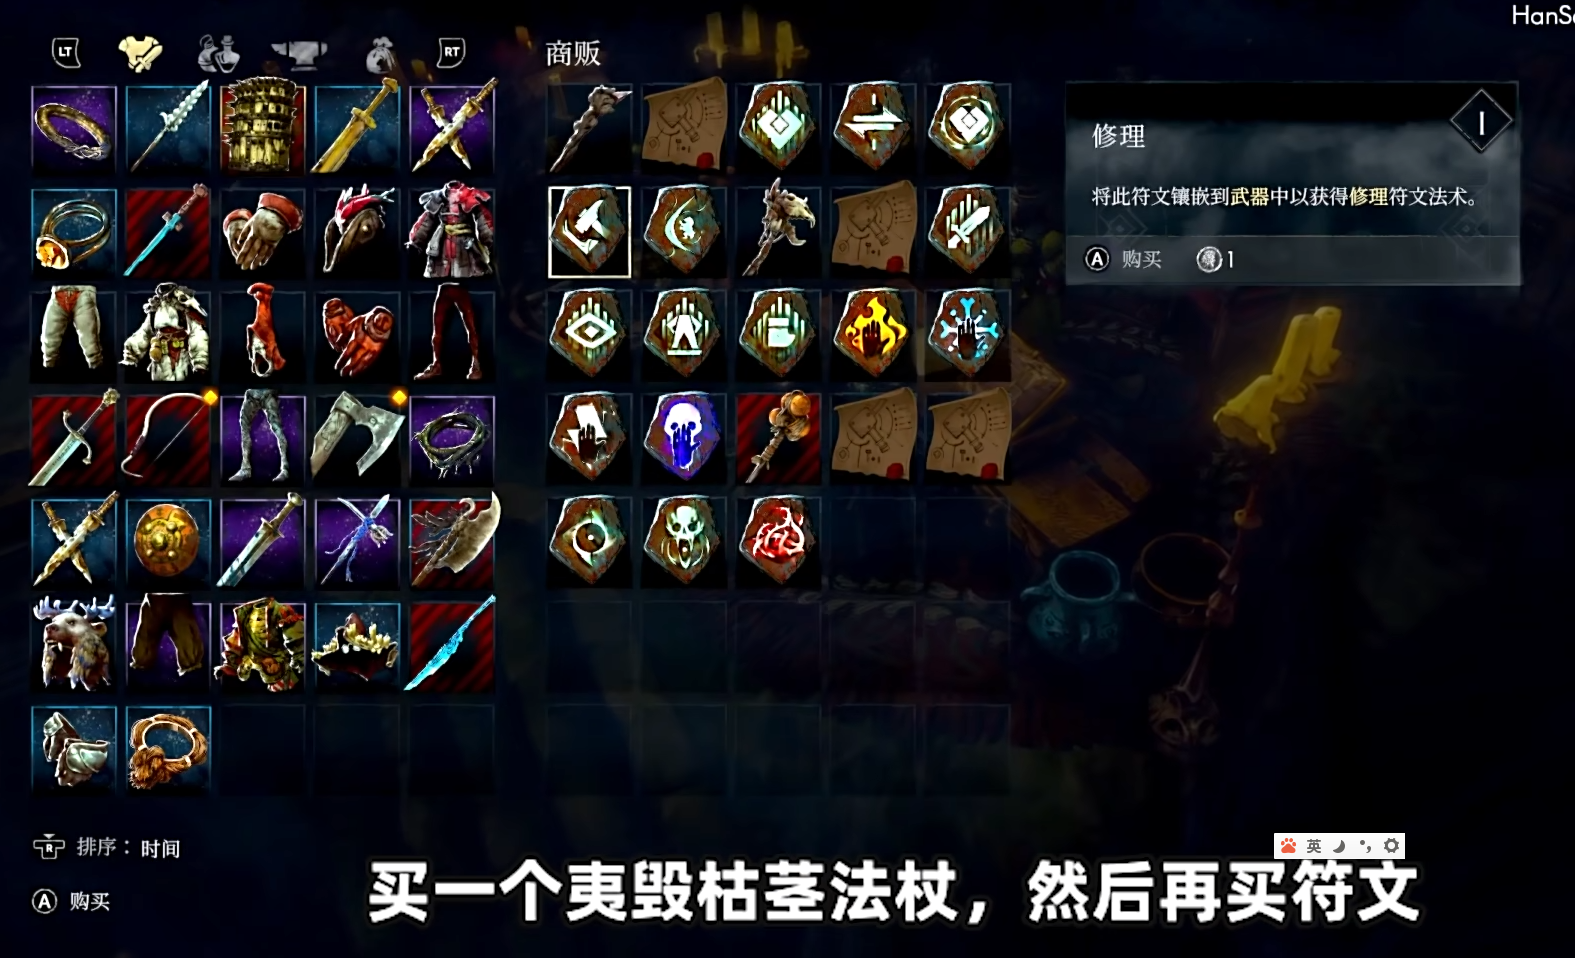 HanS
LT
RT
商贩
修理
I
将此符文镶嵌到武器中以获得修理符文法术。
A 购买 1
R 排序：时间
英
A 购买
买一个夷毁枯茎法杖，然后再买符文